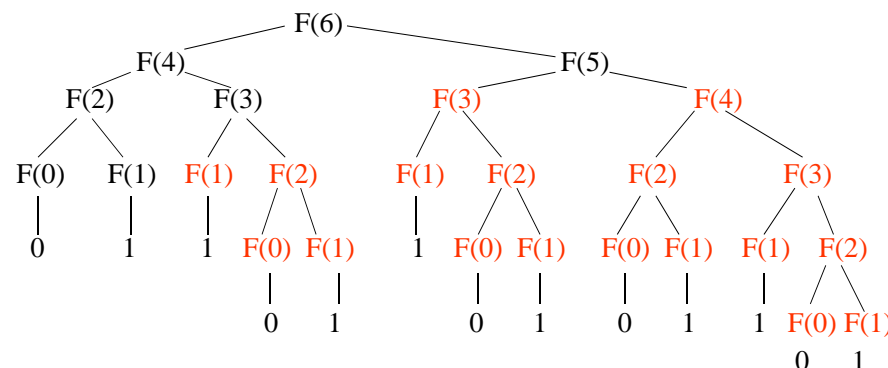 F(6)
F(4) F(5)
F(2) F(3) F(3) F(4)
F(0) F(1) F(1) F(2) F(1) F(2) F(2) F(3)
0 1 1 F(0) F(1) 1 F(0) F(1) F(0) F(1) F(1) F(2)
0 1 0 1 0 1 1 F(0) F(1)
0 1